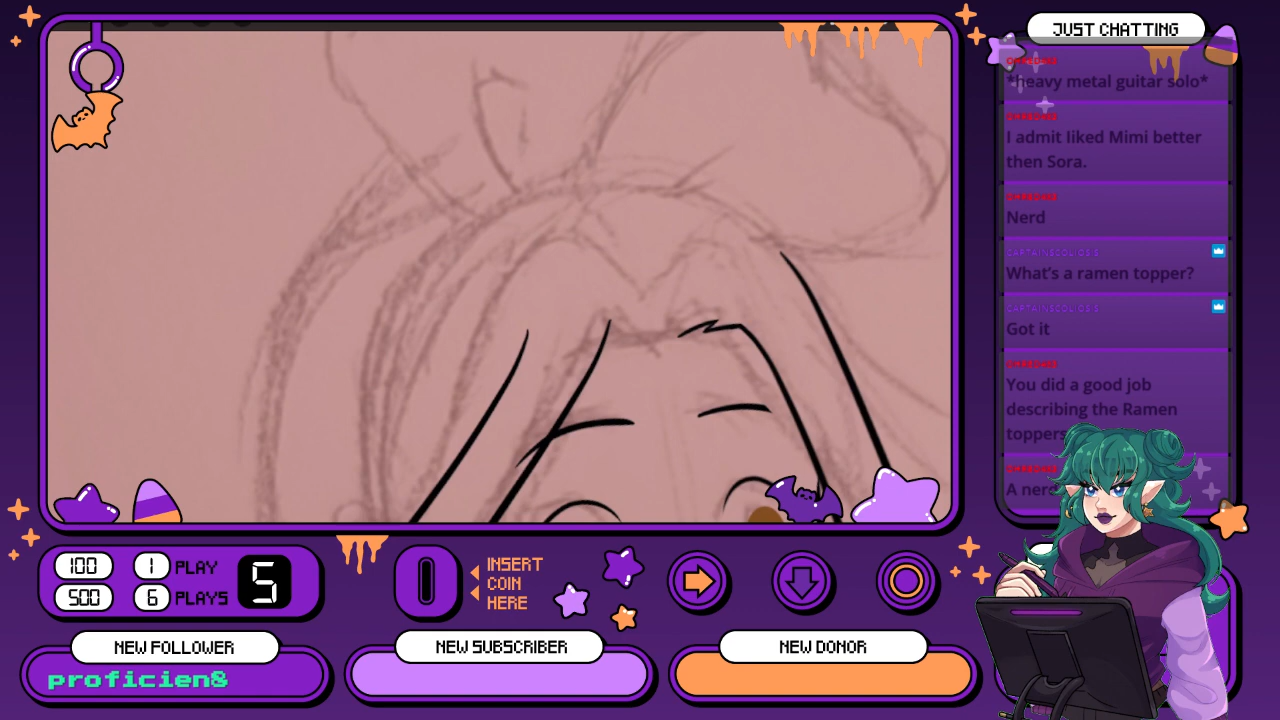 JUST CHATTING
*heavy metal guitar solo*
I admit liked Mimi better
then Sora.
Nerd
CAPTAINSCOLIOSIS
What's a ramen topper?
CAPTAINSCOLIOSIS
Got it
You did a good job
describing the Ramen
toppers
A nerd
100
1 PLAY
500
6 PLAYS
5
INSERT
COIN
HERE
NEW FOLLOWER
proficien8
NEW SUBSCRIBER
NEW DONOR